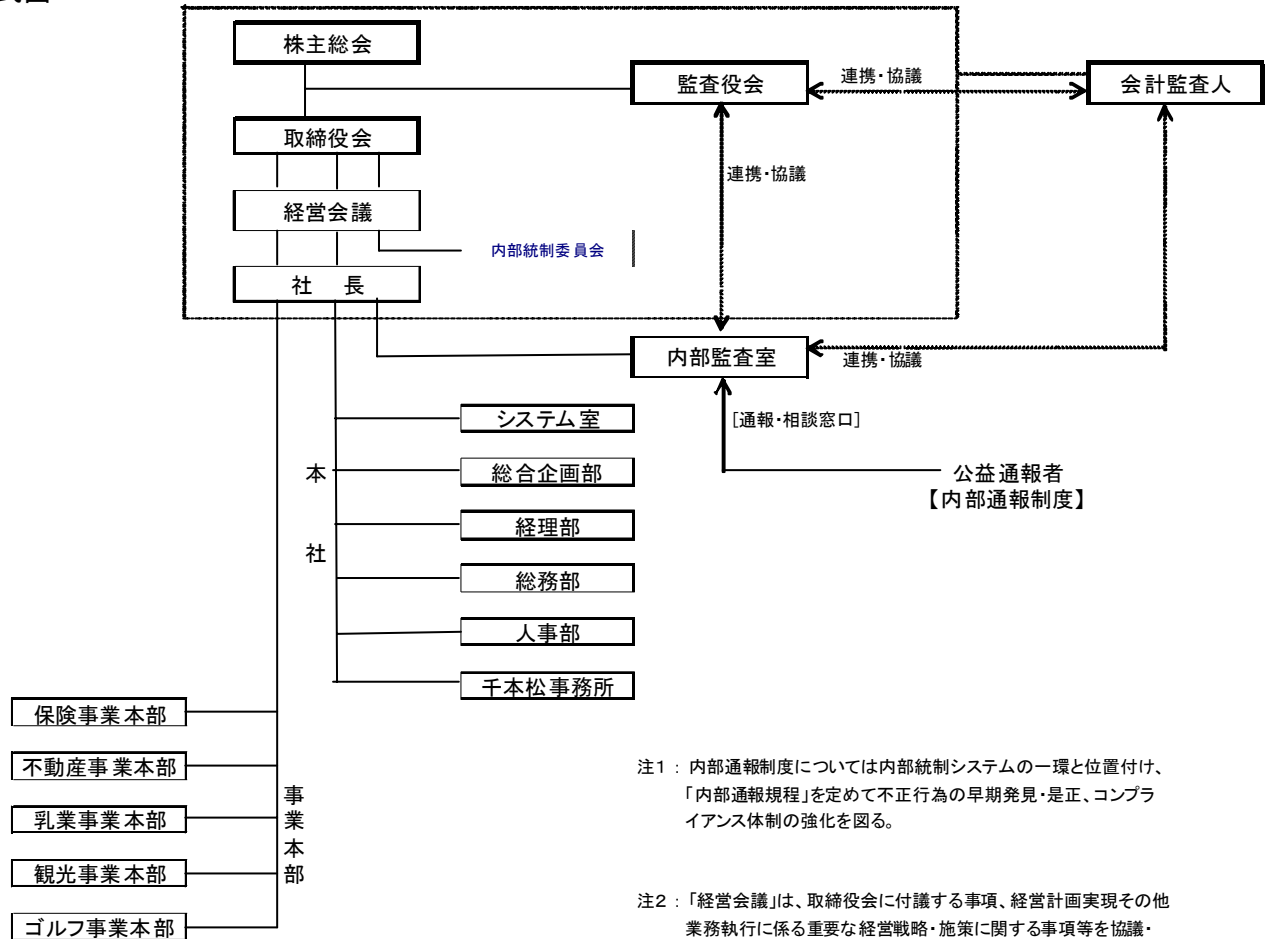 株主総会
監査役会
連携・協議
会計監査人
取締役会
連携・協議
経営会議
内部統制委員会
社　長
内部監査室
連携・協議
システム室
[通報・相談窓口]
本
社
総合企画部
公益通報者
【内部通報制度】
経理部
総務部
人事部
千本松事務所
保険事業本部
不動産事業本部
乳業事業本部
観光事業本部
ゴルフ事業本部
事
業
本
部
注1 : 内部通報制度については内部統制システムの一環と位置付け、
「内部通報規程」を定めて不正行為の早期発見・是正、コンプラ
イアンス体制の強化を図る。
注2 : 「経営会議」は、取締役会に付議する事項、経営計画実現その他
業務執行に係る重要な経営戦略・施策に関する事項等を協議・